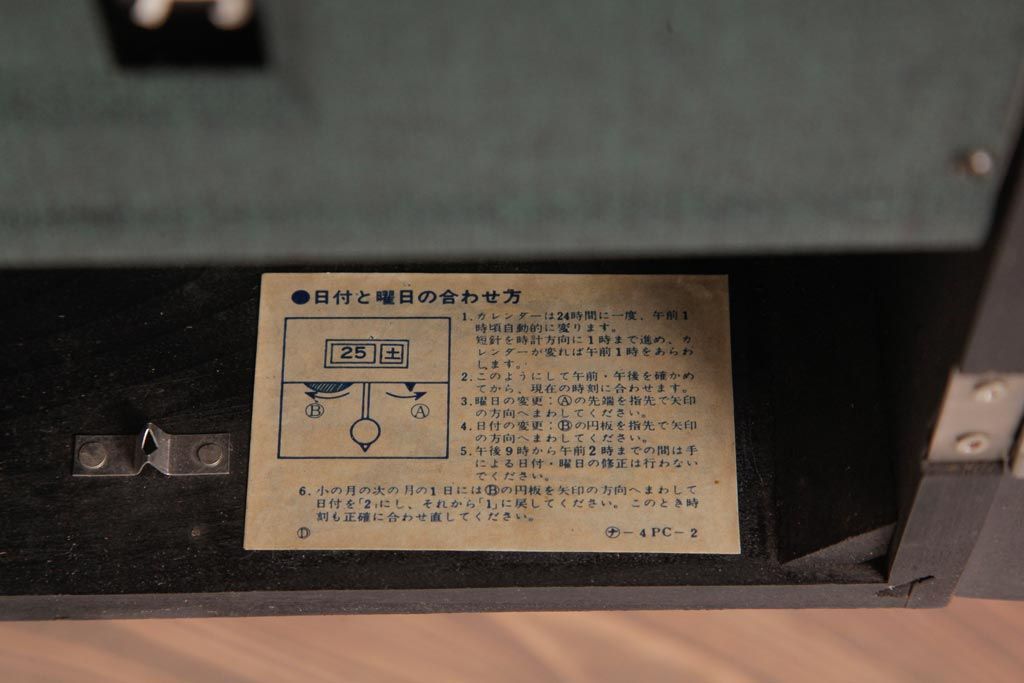 ●日付と曜日の合わせ方
25 土
Ⓑ Ⓐ
1. カレンダーは24時間に一度、午前1
時頃自動的に変ります。
短針を時計方向に1時まで進め、カ
レンダーが変れば午前1時をあらわ
します。
2. このようにして午前・午後を確かめ
てから、現在の時刻に合わせます。
3. 曜日の変更：Ⓐの先端を指先で矢印
の方向へまわしてください。
4. 日付の変更：Ⓑの円板を指先で矢印
の方向へまわしてください。
5. 午後9時から午前2時までの間は手
による日付・曜日の修正は行わない
でください。
6. 小の月の次の月の1日にはⒷの円板を矢印の方向へまわして
日付を「2」にし、それから「1」に戻してください。このとき時
刻も正確に合わせ直してください。
Ⓓ ㋤－4PC－2